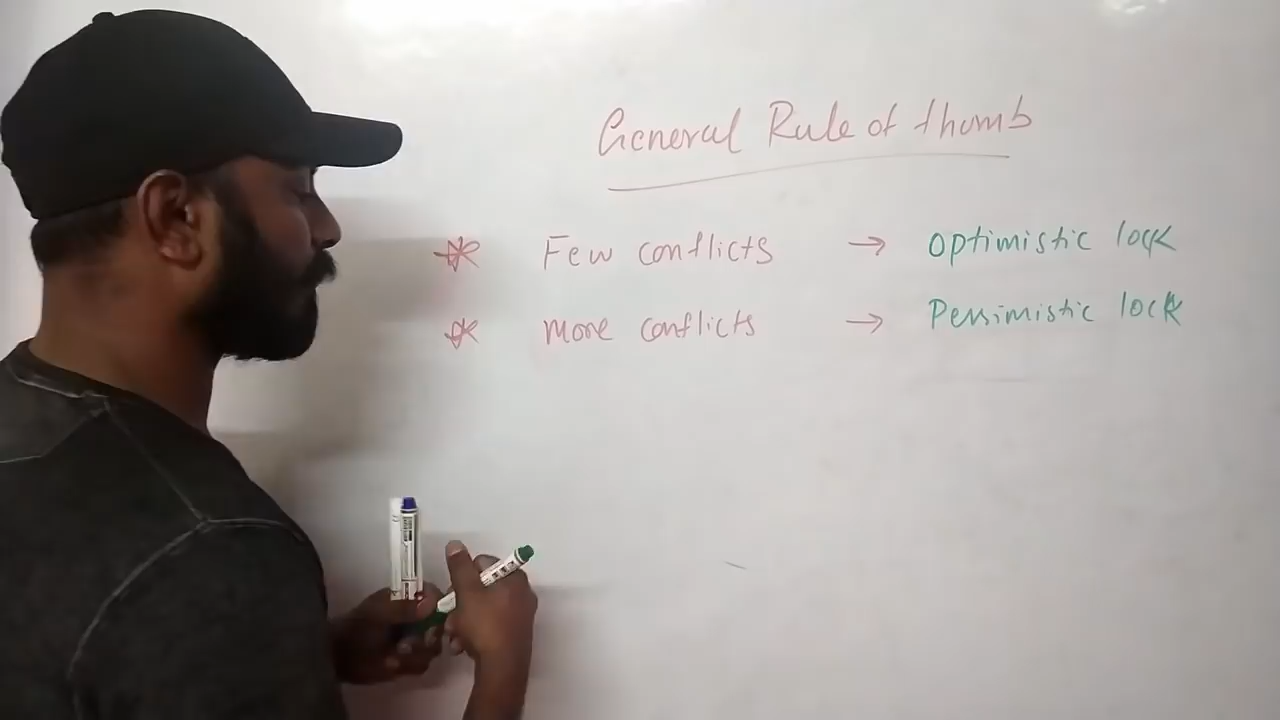 General Rule of thumb
* Few conflicts → Optimistic lock
* more conflicts → Pessimistic lock